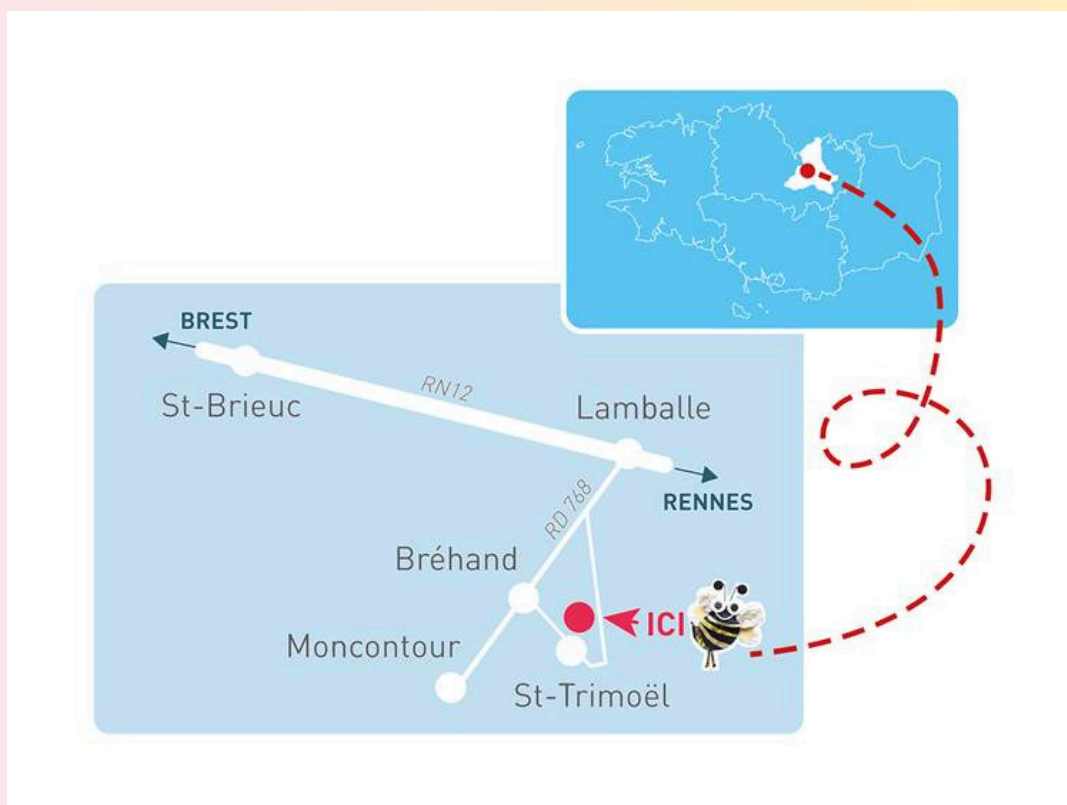 BREST
St-Brieuc
RN12
Lamballe
RENNES
RD 768
Bréhand
ICI
Moncontour
St-Trimoël